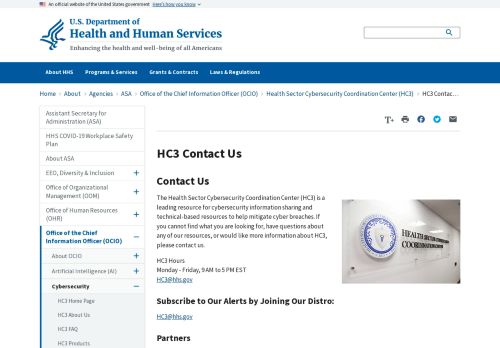 An official website of the United States government Here's how you know
U.S. Department of
Health and Human Services
Enhancing the health and well-being of all Americans
About HHS Programs & Services Grants & Contracts Laws & Regulations
Home About Agencies ASA Office of the Chief Information Officer (OCIO) Health Sector Cybersecurity Coordination Center (HC3) HC3 Contac...
Assistant Secretary for
Administration (ASA)
HHS COVID-19 Workplace Safety
Plan
About ASA
EEO, Diversity & Inclusion
Office of Organizational
Management (OOM)
Office of Human Resources
(OHR)
Office of the Chief
Information Officer (OCIO)
About OCIO
Artificial Intelligence (AI)
Cybersecurity
HC3 Home Page
HC3 About Us
HC3 FAQ
HC3 Products
T+
HC3 Contact Us
Contact Us
The Health Sector Cybersecurity Coordination Center (HC3) is a
leading resource for cybersecurity information sharing and
technical-based resources to help mitigate cyber breaches. If
you cannot find what you are looking for, have questions about
any of our resources, or would like more information about HC3,
please contact us.
HEALTH SECTOR CYBERSECURITY
COORDINATION CENTER
HC3 Hours
Monday - Friday, 9 AM to 5 PM EST
HC3@hhs.gov
Subscribe to Our Alerts by Joining Our Distro:
HC3@hhs.gov
Partners